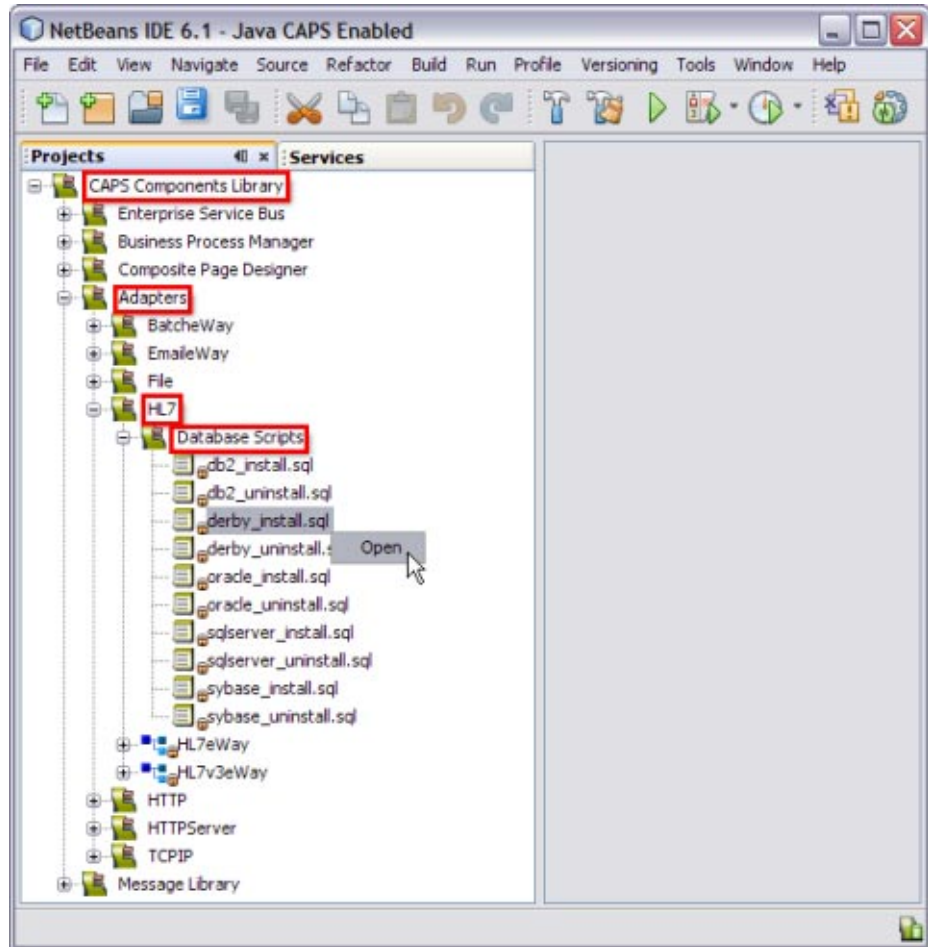 NetBeans IDE 6.1 - Java CAPS Enabled
File Edit View Navigate Source Refactor Build Run Profile Versioning Tools Window Help
Projects Services
CAPS Components Library
Enterprise Service Bus
Business Process Manager
Composite Page Designer
Adapters
BatcheWay
EmaileWay
File
HL7
Database Scripts
db2_install.sql
db2_uninstall.sql
derby_install.sql
derby_uninstall.s Open
oracle_install.sql
oracle_uninstall.sql
sqlserver_install.sql
sqlserver_uninstall.sql
sybase_install.sql
sybase_uninstall.sql
HL7eWay
HL7v3eWay
HTTP
HTTPServer
TCPIP
Message Library